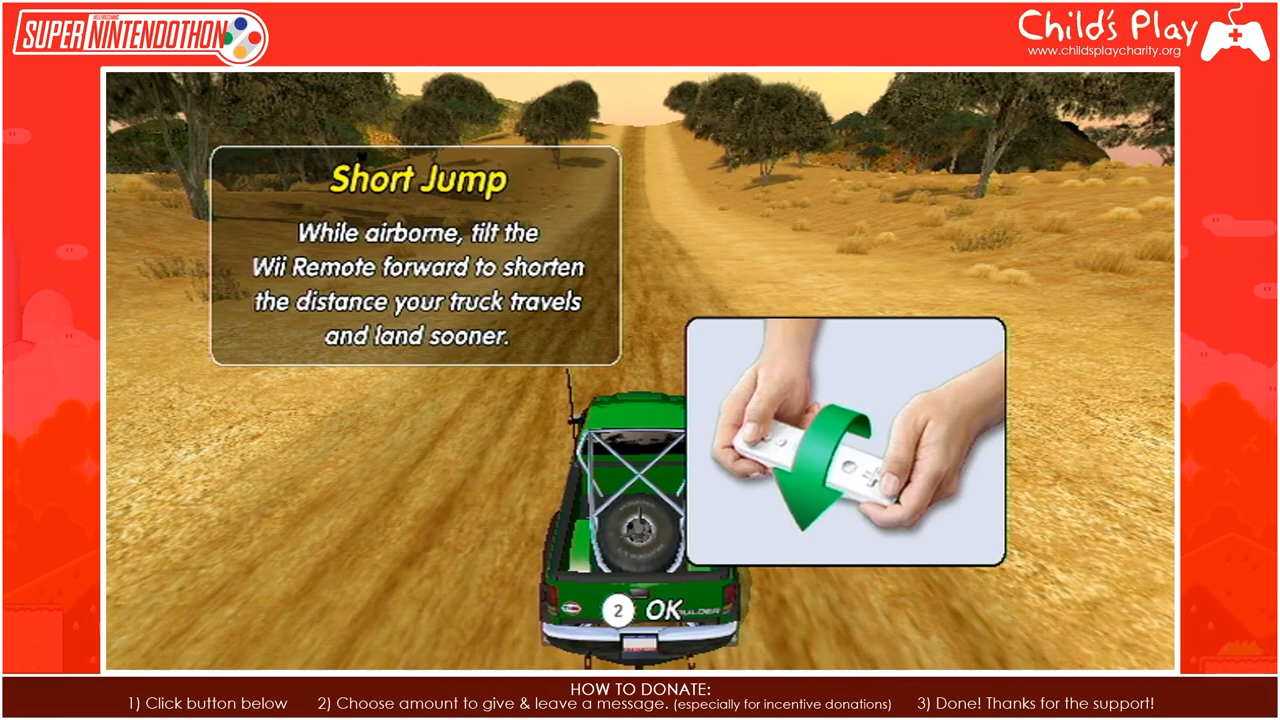 SUPER NINTENDOTHON
Child's Play
www.childsplaycharity.org
Short Jump
While airborne, tilt the
Wii Remote forward to shorten
the distance your truck travels
and land sooner.
2 OK
HOW TO DONATE:
1) Click button below 2) Choose amount to give & leave a message. (especially for incentive donations) 3) Done! Thanks for the support!